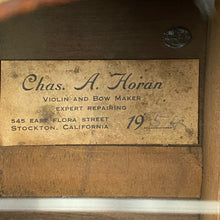 Chas. A. Horan
VIOLIN AND BOW MAKER
EXPERT REPAIRING
545 EAST FLORA STREET
STOCKTON, CALIFORNIA 19